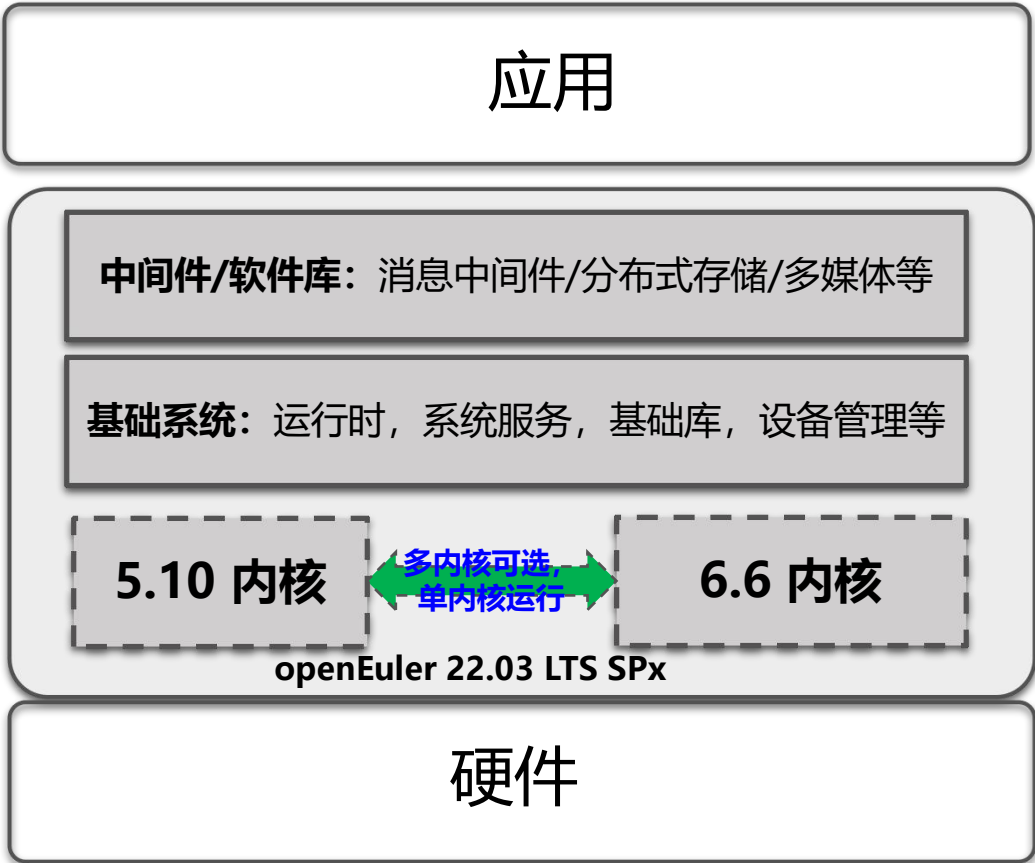 应用
中间件/软件库：消息中间件/分布式存储/多媒体等
基础系统：运行时，系统服务，基础库，设备管理等
5.10 内核
多内核可选，
单内核运行
6.6 内核
openEuler 22.03 LTS SPx
硬件